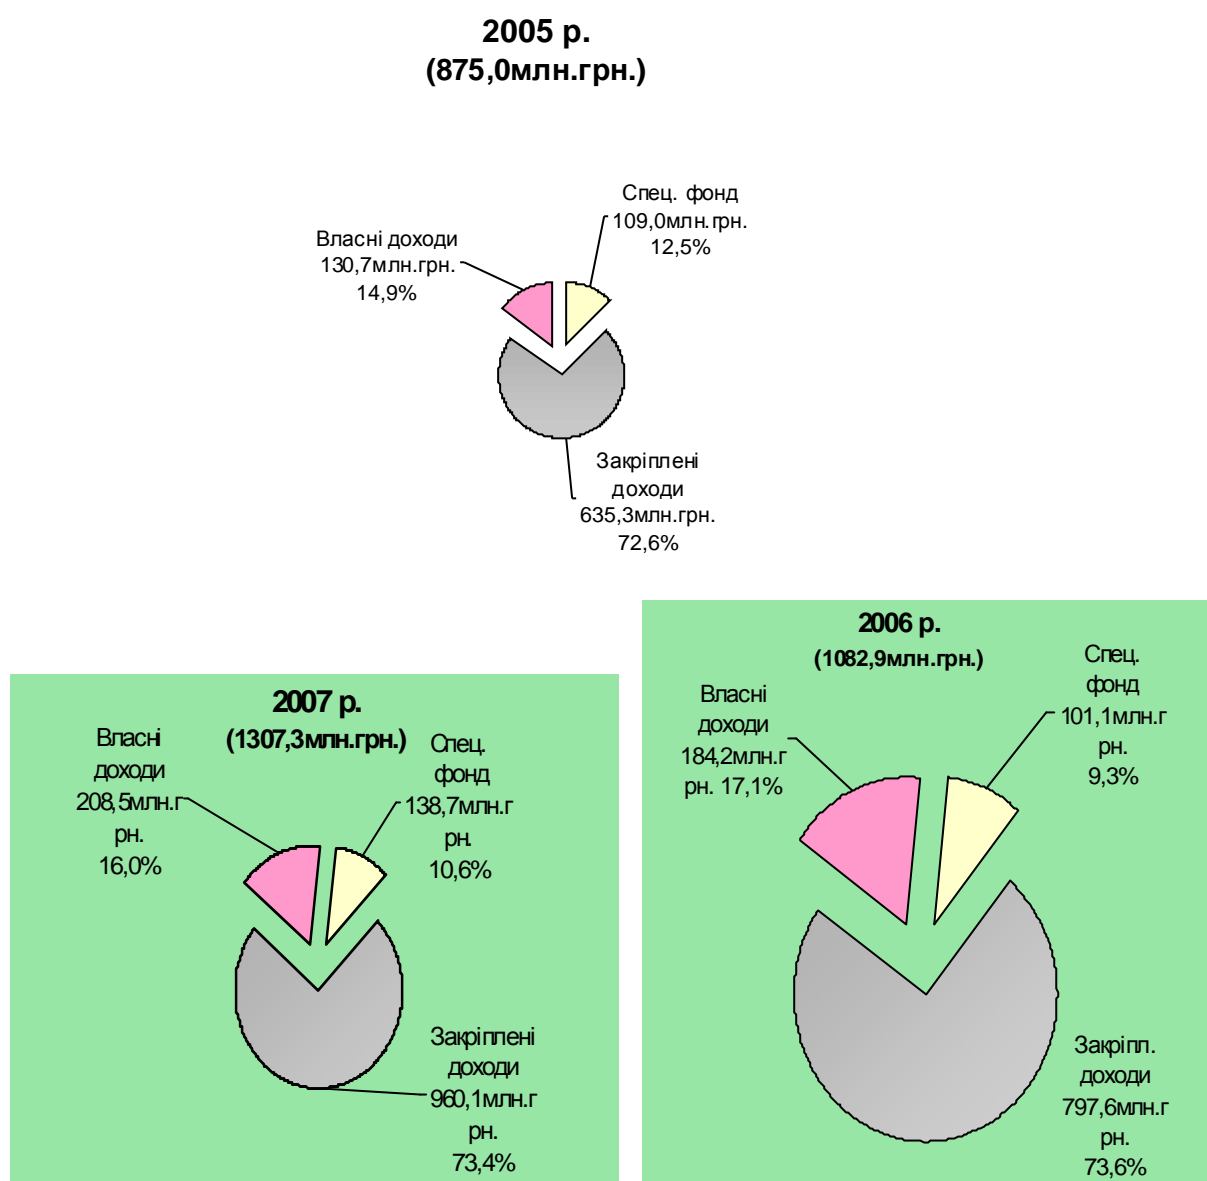 2005 р.
(875,0млн.грн.)
Спец. фонд
109,0млн.грн.
12,5%
Власні доходи
130,7млн.грн.
14,9%
Закріплені
доходи
635,3млн.грн.
72,6%
2007 р.
(1307,3млн.грн.)
Власні
доходи
208,5млн.г
рн.
16,0%
Спец.
фонд
138,7млн.г
рн.
10,6%
Закріплені
доходи
960,1млн.г
рн.
73,4%
2006 р.
(1082,9млн.грн.)
Власні
доходи
184,2млн.г
рн. 17,1%
Спец.
фонд
101,1млн.г
рн.
9,3%
Закріпл.
доходи
797,6млн.г
рн.
73,6%